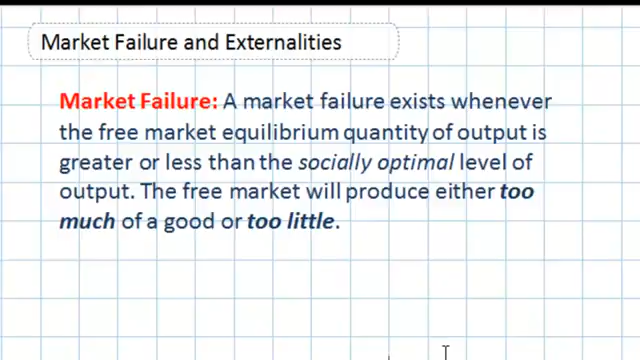 Market Failure and Externalities
Market Failure: A market failure exists whenever
the free market equilibrium quantity of output is
greater or less than the socially optimal level of
output. The free market will produce either too
much of a good or too little.